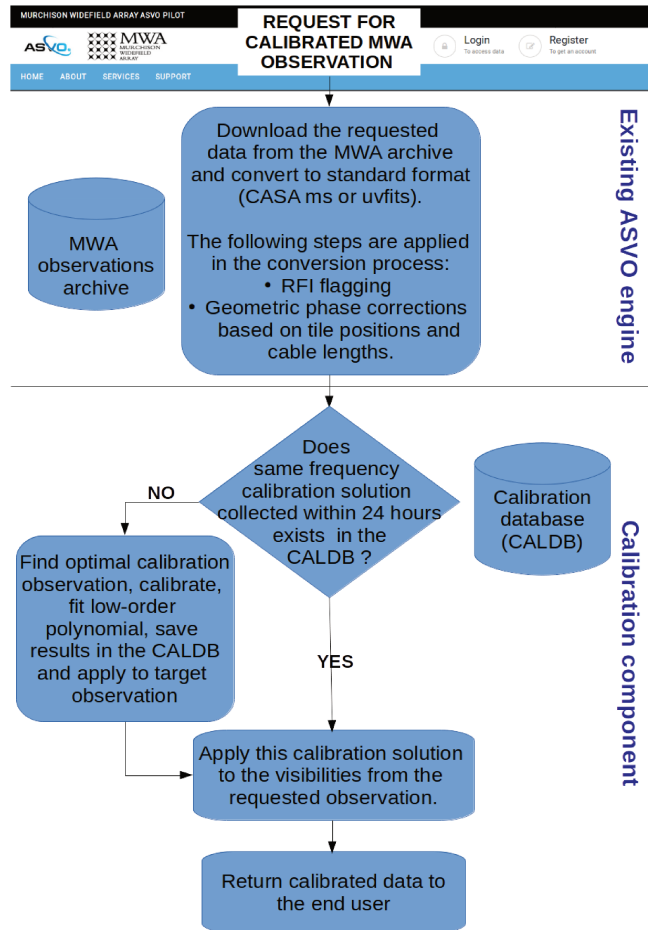 MURCHISON WIDEFIELD ARRAY ASVO PILOT
REQUEST FOR
CALIBRATED MWA
OBSERVATION
ASVO
MWA
MURCHISON
WIDEFIELD
ARRAY
Login
To access data
Register
To get an account
HOME ABOUT SERVICES SUPPORT
Download the requested
data from the MWA archive
and convert to standard format
(CASA ms or uvfits).
The following steps are applied
in the conversion process:
• RFI flagging
• Geometric phase corrections
based on tile positions and
cable lengths.
MWA
observations
archive
Existing ASVO engine
Does
same frequency
calibration solution
collected within 24 hours
exists in the
CALDB ?
NO
YES
Calibration
database
(CALDB)
Find optimal calibration
observation, calibrate,
fit low-order
polynomial, save
results in the CALDB
and apply to target
observation
Calibration component
Apply this calibration solution
to the visibilities from the
requested observation.
Return calibrated data to
the end user